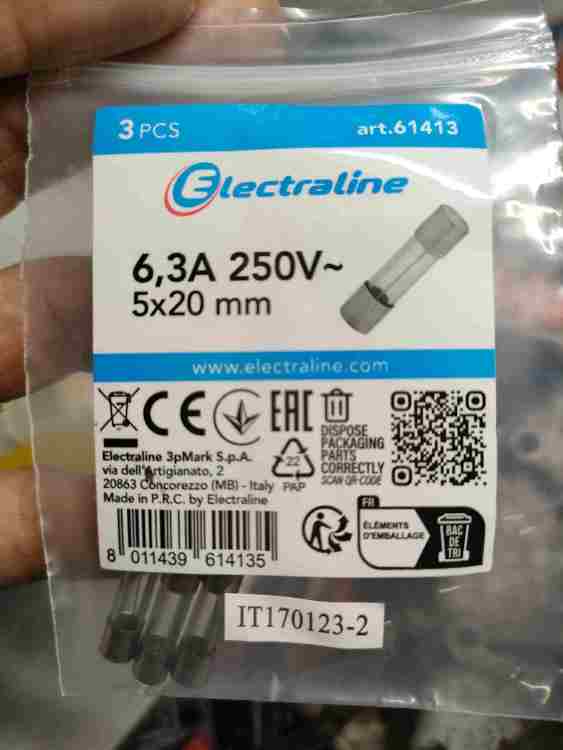 3 PCS
art.61413
Electraline
6,3A 250V~
5x20 mm
www.electraline.com
CE
EAC
22
PAP
DISPOSE
PACKAGING
PARTS
CORRECTLY
SCAN QR-CODE
Electraline 3pMark S.p.A.
via dell'Artigianato, 2
20863 Concorezzo (MB) - Italy
Made in P.R.C. by Electraline
8 011439 614135
FR
ÉLÉMENTS
D'EMBALLAGE
BAC
DE
TRI
IT170123-2